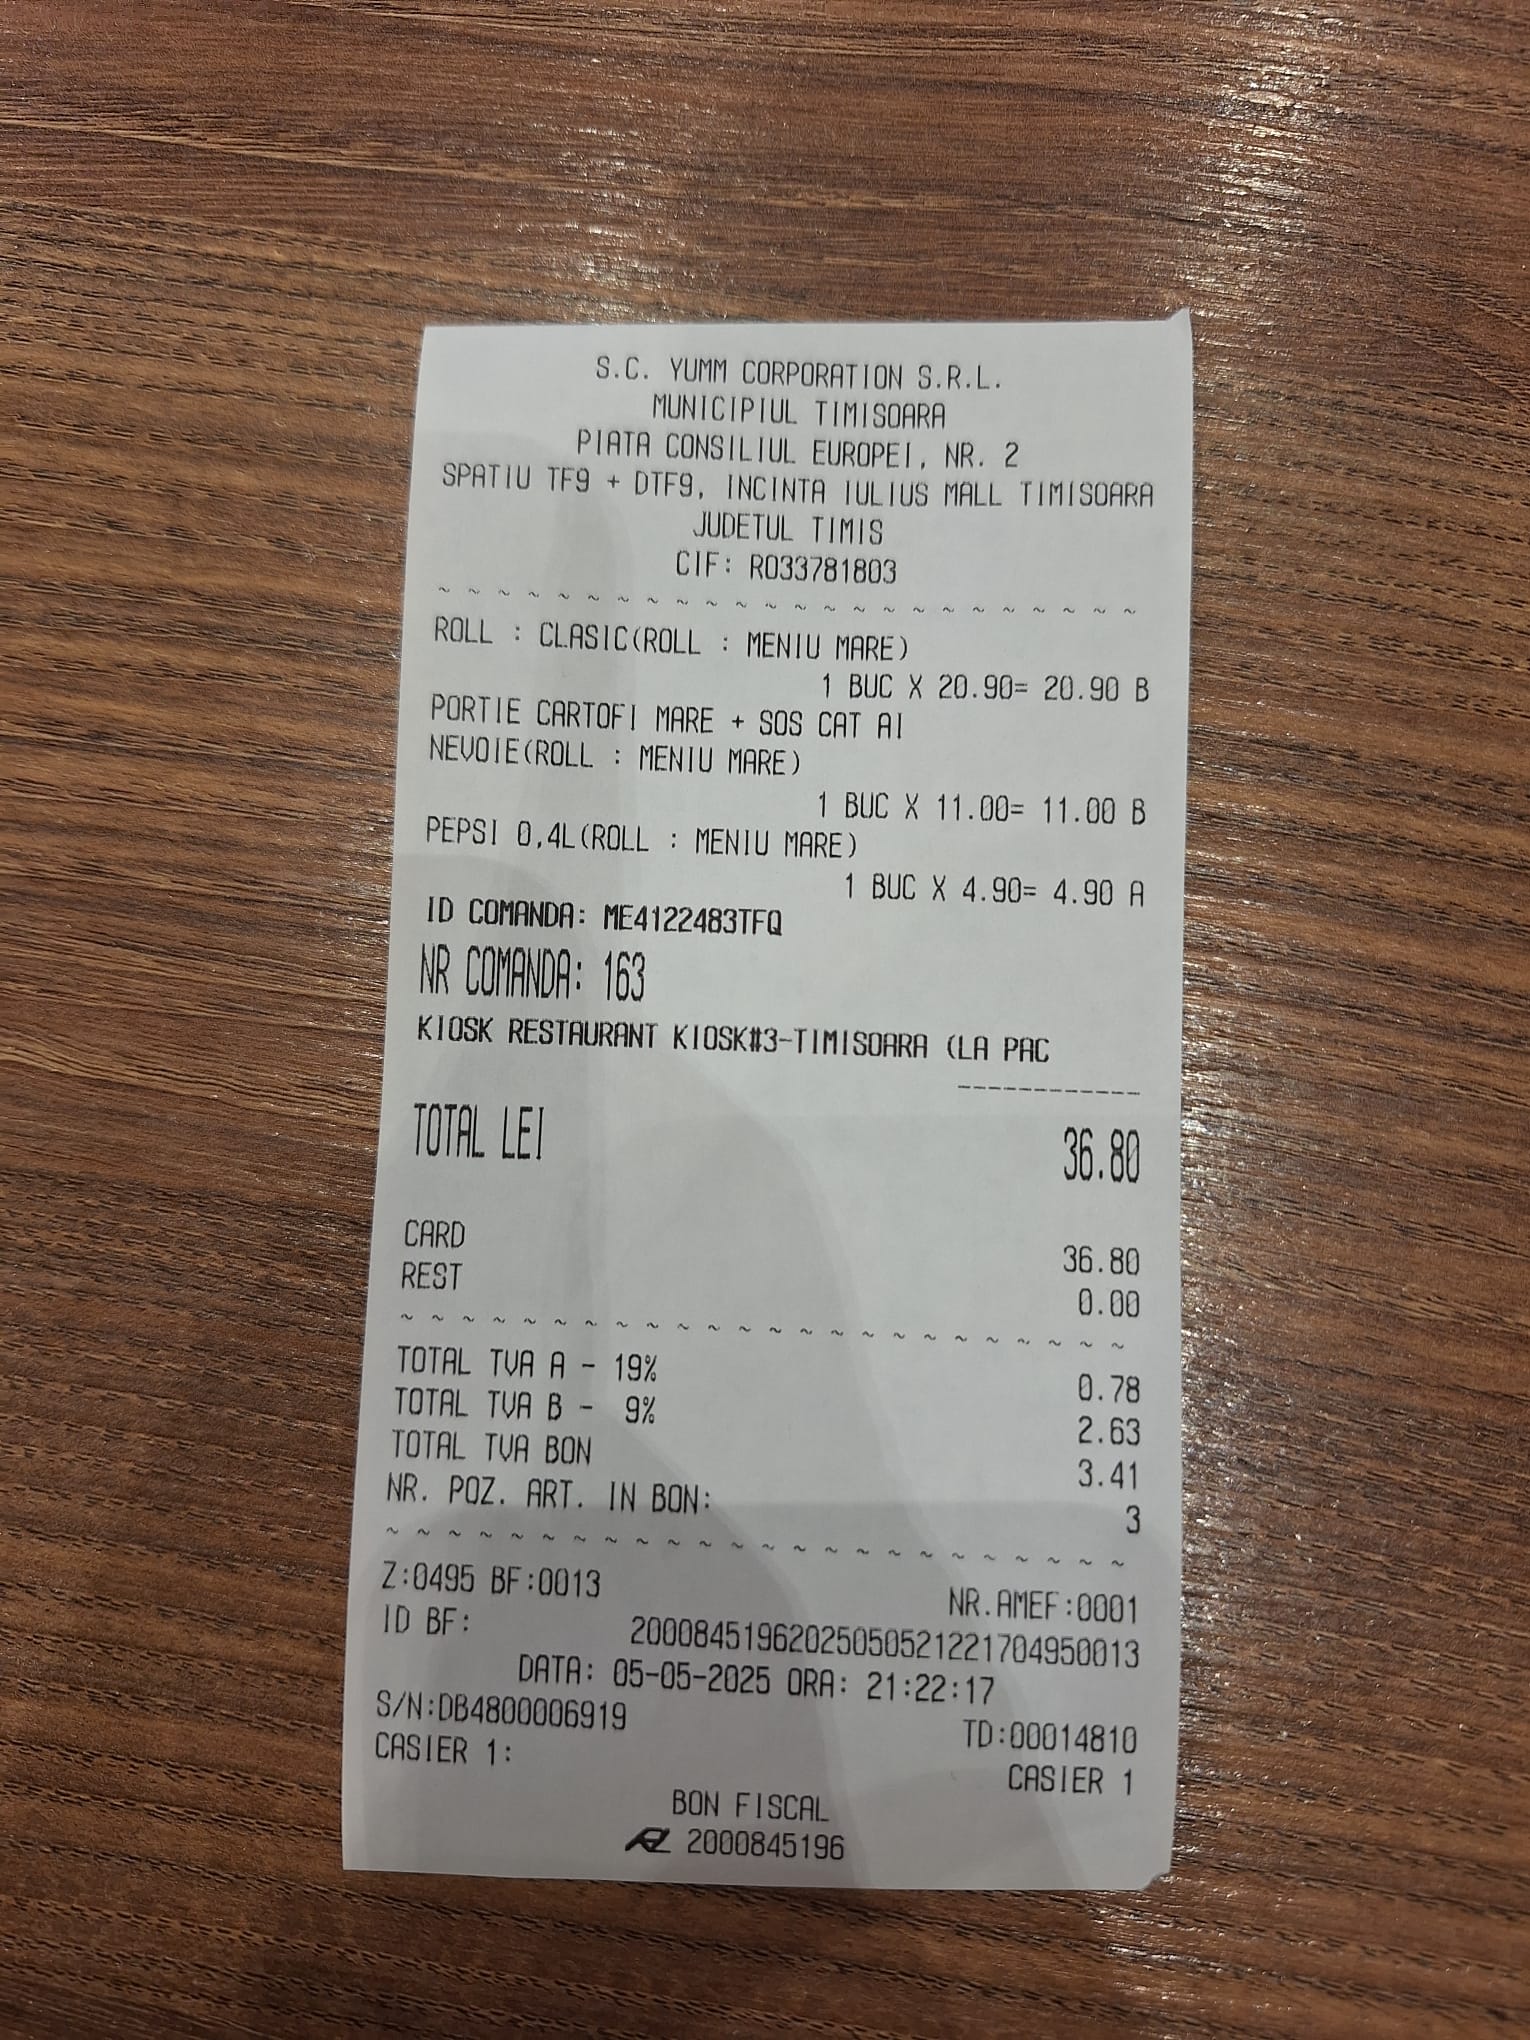 S.C. YUMM CORPORATION S.R.L.
MUNICIPIUL TIMISOARA
PIATA CONSILIUL EUROPEI, NR. 2
SPATIU TF9 + DTF9, INCINTA IULIUS MALL TIMISOARA
JUDETUL TIMIS
CIF: RO33781803
~ ~ ~ ~ ~ ~ ~ ~ ~ ~ ~ ~ ~ ~ ~ ~ ~ ~ ~ ~ ~ ~ ~ ~
ROLL : CLASIC(ROLL : MENIU MARE)
1 BUC X 20.90= 20.90 B
PORTIE CARTOFI MARE + SOS CAT AI
NEVOIE(ROLL : MENIU MARE)
1 BUC X 11.00= 11.00 B
PEPSI 0,4L(ROLL : MENIU MARE)
1 BUC X 4.90= 4.90 A
ID COMANDA: ME4122483TFQ
NR COMANDA: 163
KIOSK RESTAURANT KIOSK#3-TIMISOARA (LA PAC
------------
TOTAL LEI 36.80
CARD 36.80
REST 0.00
~ ~ ~ ~ ~ ~ ~ ~ ~ ~ ~ ~ ~ ~ ~ ~ ~ ~ ~ ~ ~ ~ ~ ~
TOTAL TVA A - 19% 0.78
TOTAL TVA B - 9% 2.63
TOTAL TVA BON 3.41
NR. POZ. ART. IN BON: 3
~ ~ ~ ~ ~ ~ ~ ~ ~ ~ ~ ~ ~ ~ ~ ~ ~ ~ ~ ~ ~ ~ ~ ~
Z:0495 BF:0013 NR.AMEF:0001
ID BF: 20008451962025050521221704950013
DATA: 05-05-2025 ORA: 21:22:17
S/N:DB4800006919 TD:00014810
CASIER 1: CASIER 1
BON FISCAL
2000845196